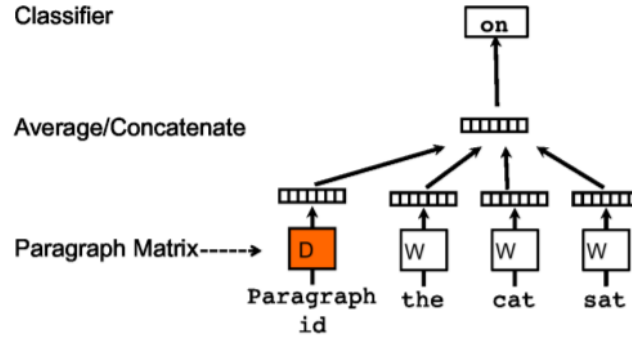 Classifier
on
Average/Concatenate
Paragraph Matrix----->
D W W W
Paragraph the cat sat
id